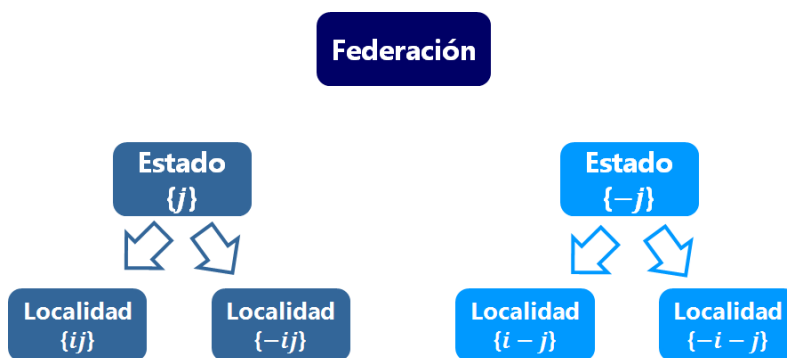 Federación
Estado
{j}
Estado
{−j}
Localidad
{ij}
Localidad
{−ij}
Localidad
{i − j}
Localidad
{−i − j}